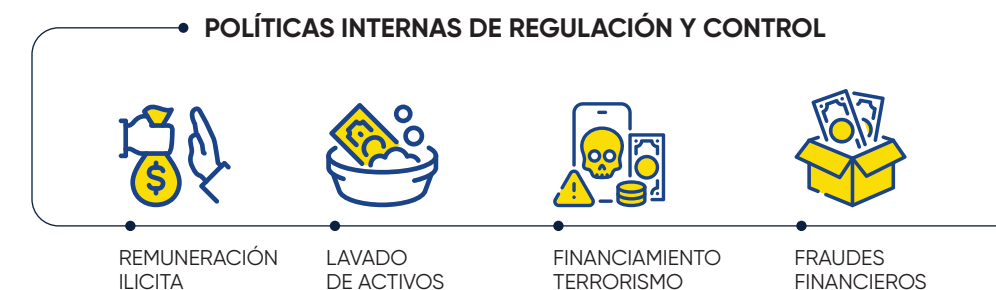 POLÍTICAS INTERNAS DE REGULACIÓN Y CONTROL
$
REMUNERACIÓN
ILICITA
LAVADO
DE ACTIVOS
FINANCIAMIENTO
TERRORISMO
FRAUDES
FINANCIEROS